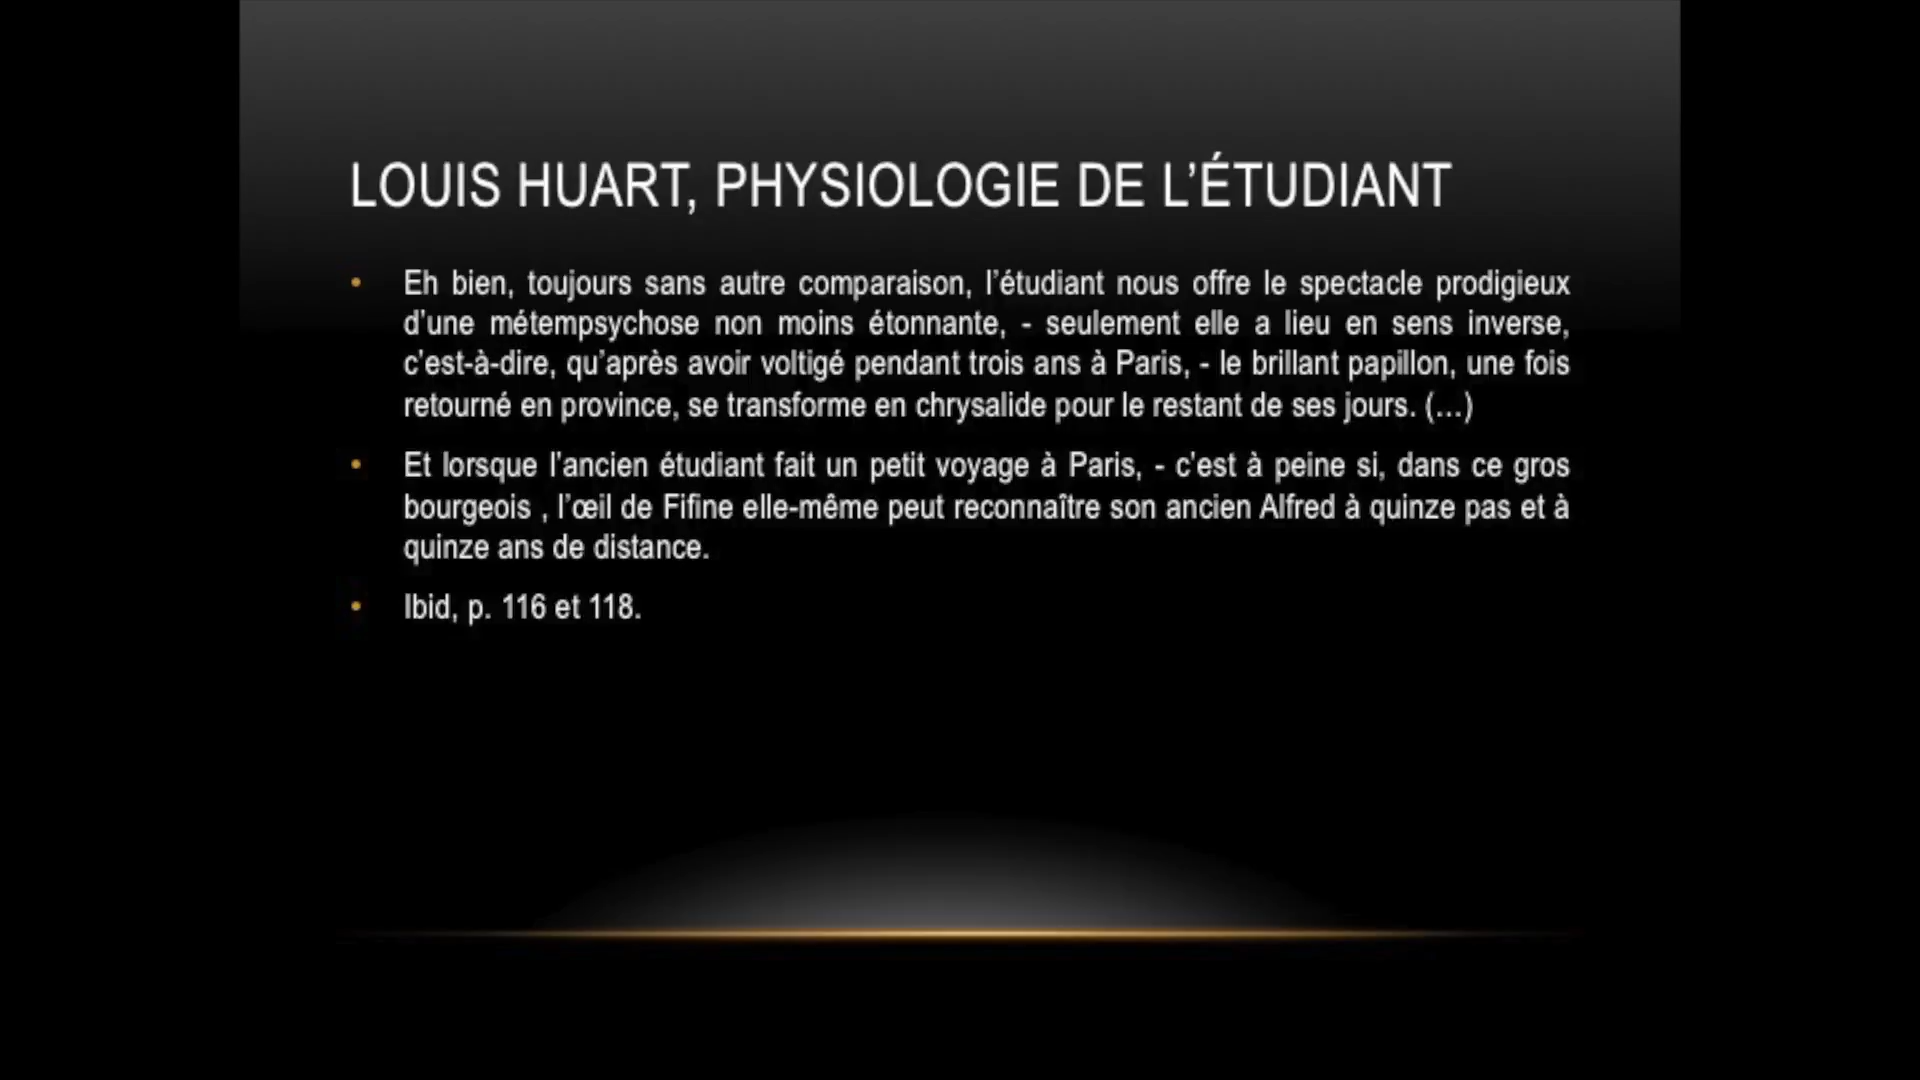 LOUIS HUART, PHYSIOLOGIE DE L’ÉTUDIANT
• Eh bien, toujours sans autre comparaison, l’étudiant nous offre le spectacle prodigieux
d’une métempsychose non moins étonnante, - seulement elle a lieu en sens inverse,
c’est-à-dire, qu’après avoir voltigé pendant trois ans à Paris, - le brillant papillon, une fois
retourné en province, se transforme en chrysalide pour le restant de ses jours. (…)
• Et lorsque l’ancien étudiant fait un petit voyage à Paris, - c’est à peine si, dans ce gros
bourgeois , l’œil de Fifine elle-même peut reconnaître son ancien Alfred à quinze pas et à
quinze ans de distance.
• Ibid, p. 116 et 118.